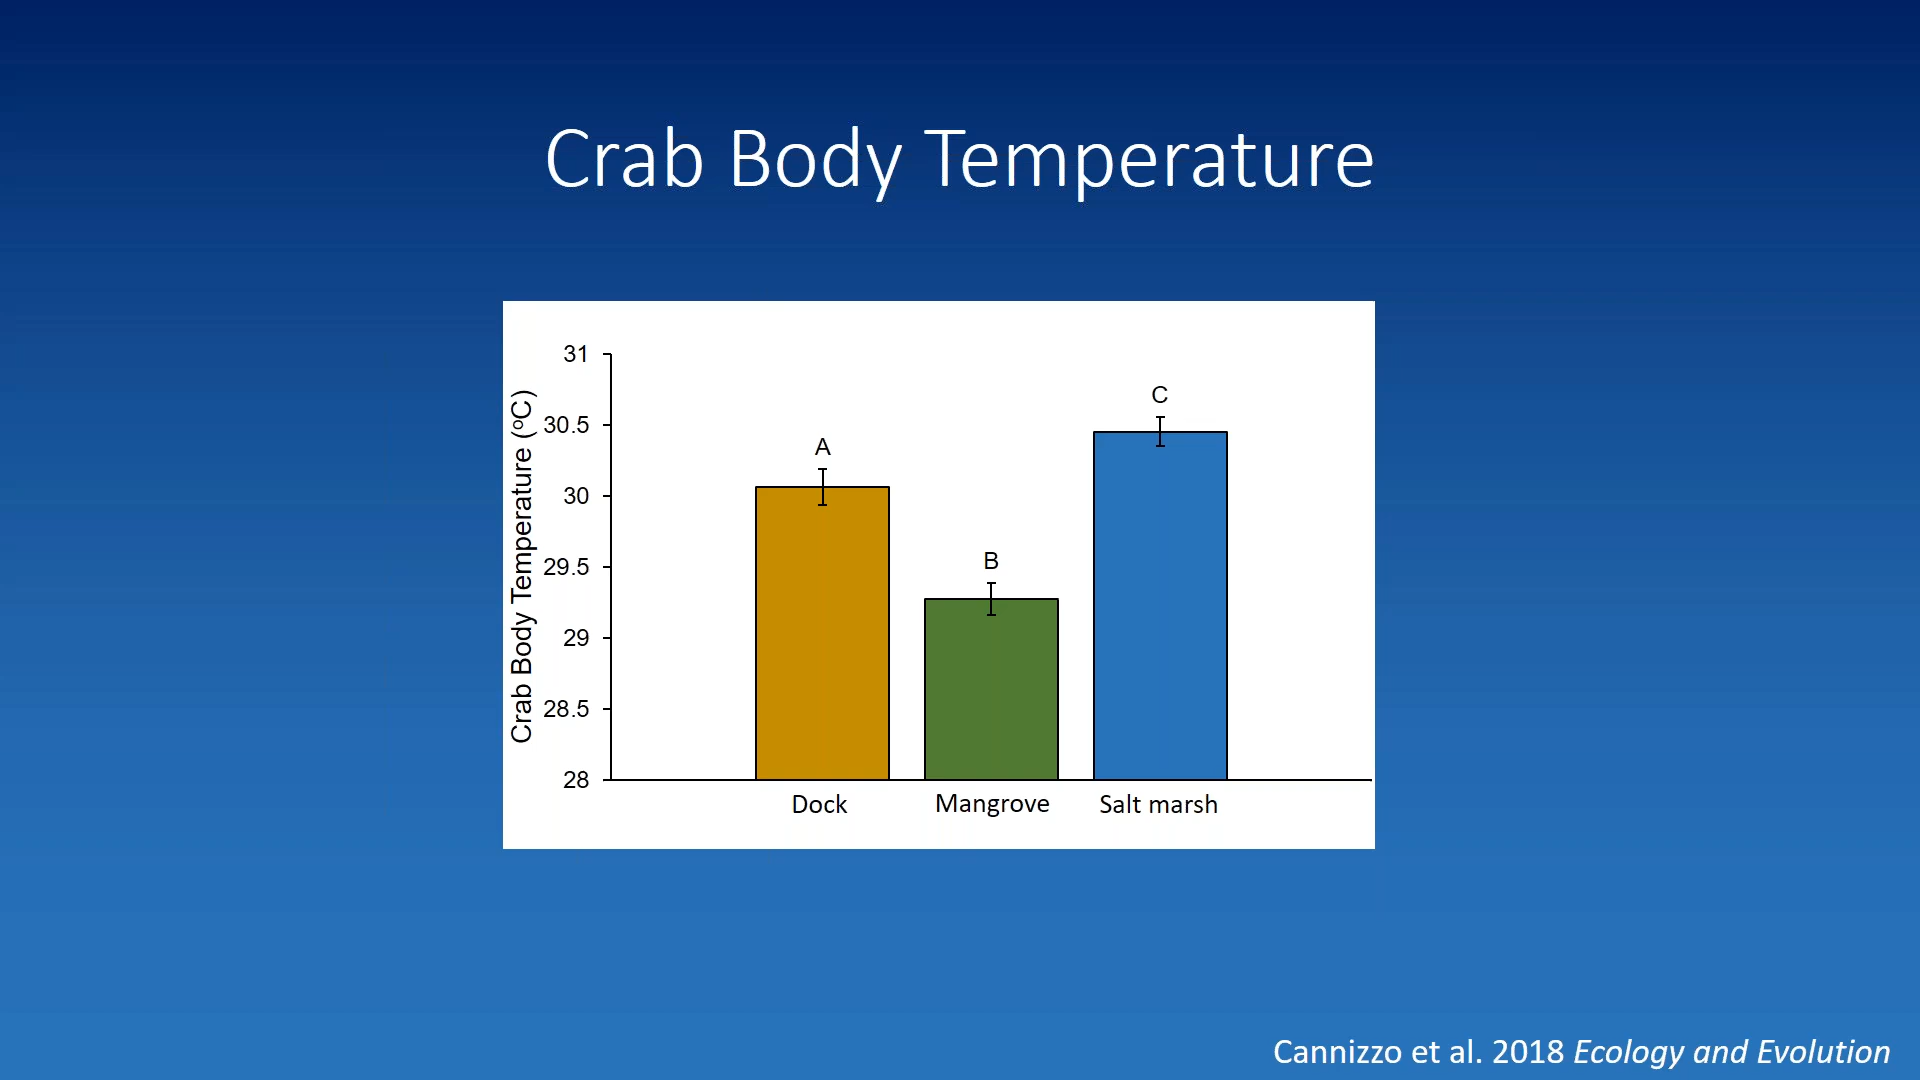 Crab Body Temperature
31
30.5
30
29.5
29
28.5
28
Crab Body Temperature (oC)
A
B
C
Dock
Mangrove
Salt marsh
Cannizzo et al. 2018 Ecology and Evolution